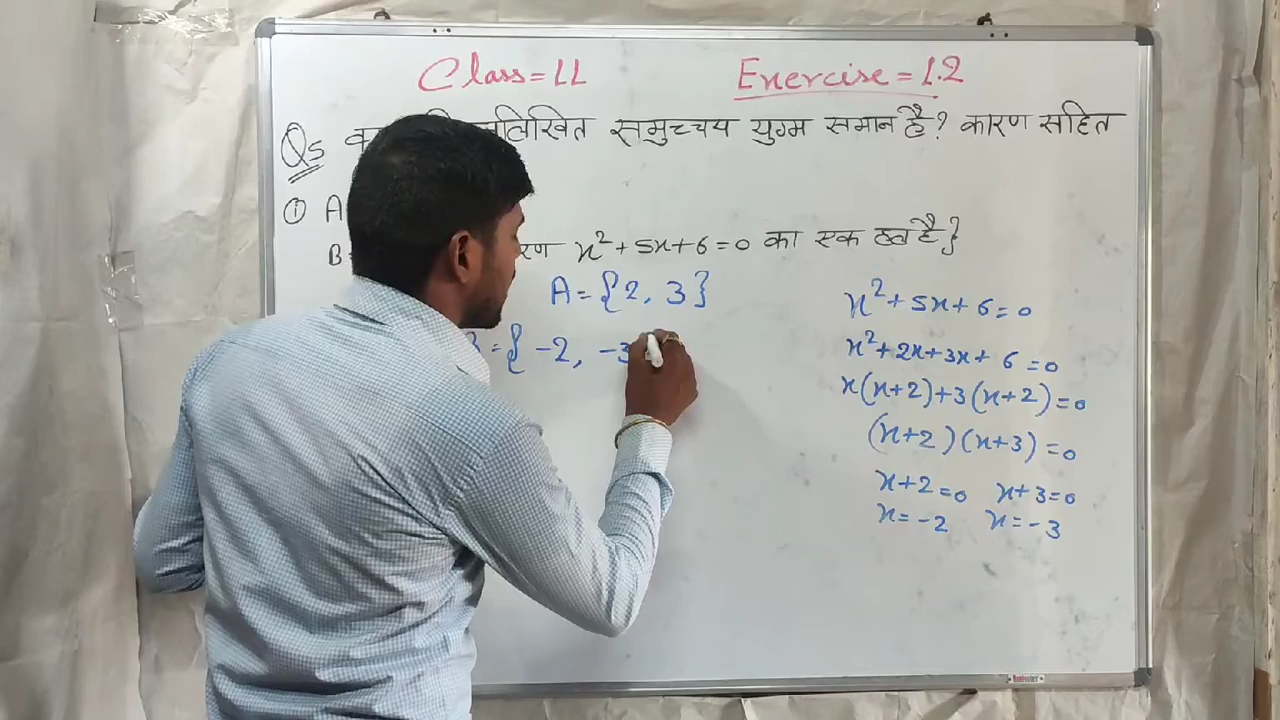 Class = 11 Exercise = 1.2
Q5 समुच्चय युग्म समान है? कारण सहित
① A
B= x²+5x+6=0 का एक हल है}
A={2, 3}
={ -2, -3
x²+5x+6=0
x²+2x+3x+6=0
x(x+2)+3(x+2)=0
(x+2)(x+3)=0
x+2=0 x+3=0
x=-2 x=-3